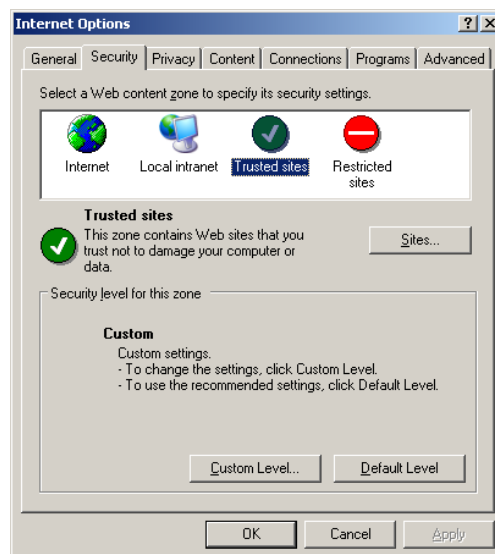 Internet Options
? X
General Security Privacy Content Connections Programs Advanced
Select a Web content zone to specify its security settings.
Internet Local intranet Trusted sites Restricted
sites
Trusted sites
This zone contains Web sites that you
trust not to damage your computer or
data.
Sites...
Security level for this zone
Custom
Custom settings.
- To change the settings, click Custom Level.
- To use the recommended settings, click Default Level.
Custom Level... Default Level
OK Cancel Apply